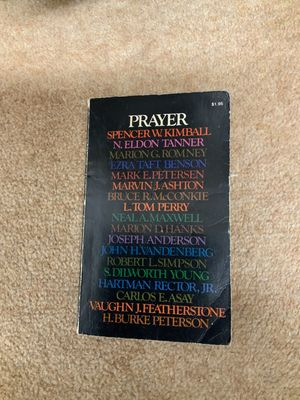 $1.95
PRAYER
SPENCER W. KIMBALL
N. ELDON TANNER
MARION G. ROMNEY
EZRA TAFT BENSON
MARK E. PETERSEN
MARVIN J. ASHTON
BRUCE R. McCONKIE
L. TOM PERRY
NEAL A. MAXWELL
MARION D. HANKS
JOSEPH ANDERSON
JOHN H. VANDENBERG
ROBERT L. SIMPSON
S. DILWORTH YOUNG
HARTMAN RECTOR, JR.
CARLOS E. ASAY
VAUGHN J. FEATHERSTONE
H. BURKE PETERSON